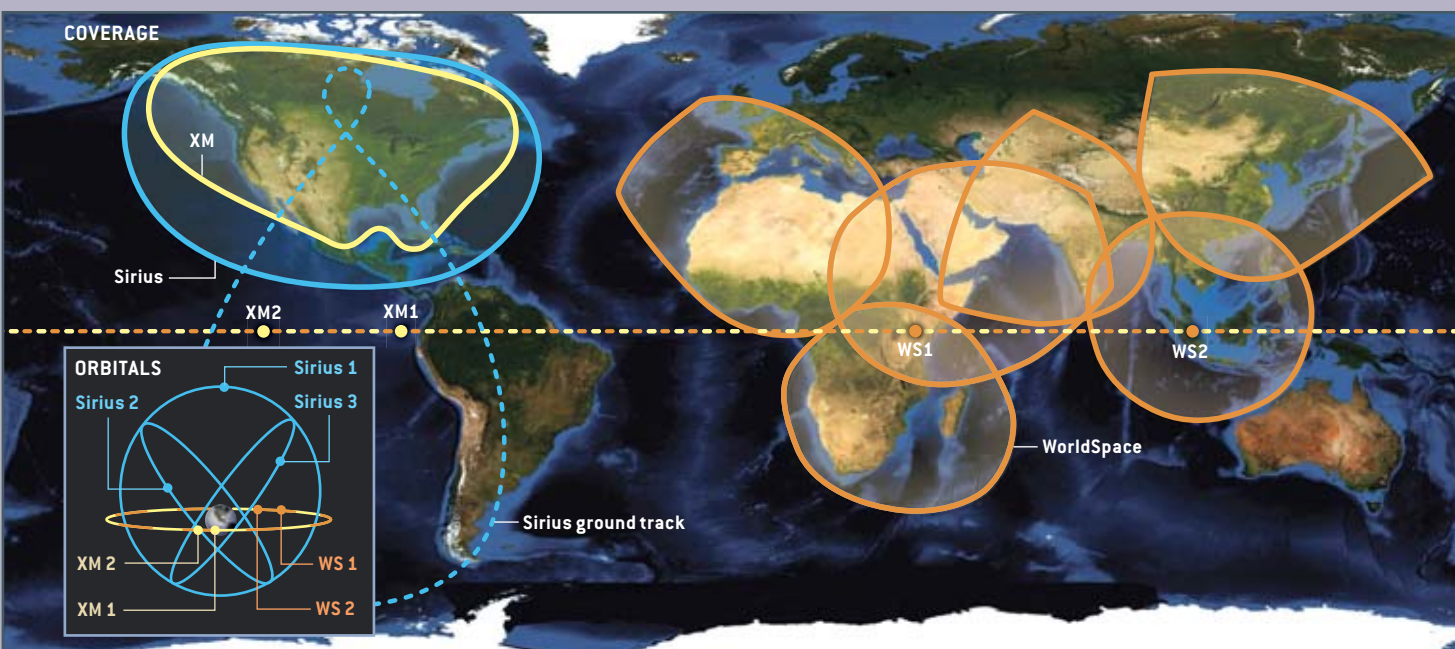 COVERAGE
XM
Sirius
XM2
XM1
WS1
WS2
WorldSpace
Sirius ground track
ORBITALS
Sirius 1
Sirius 2
Sirius 3
XM 2
WS 1
XM 1
WS 2